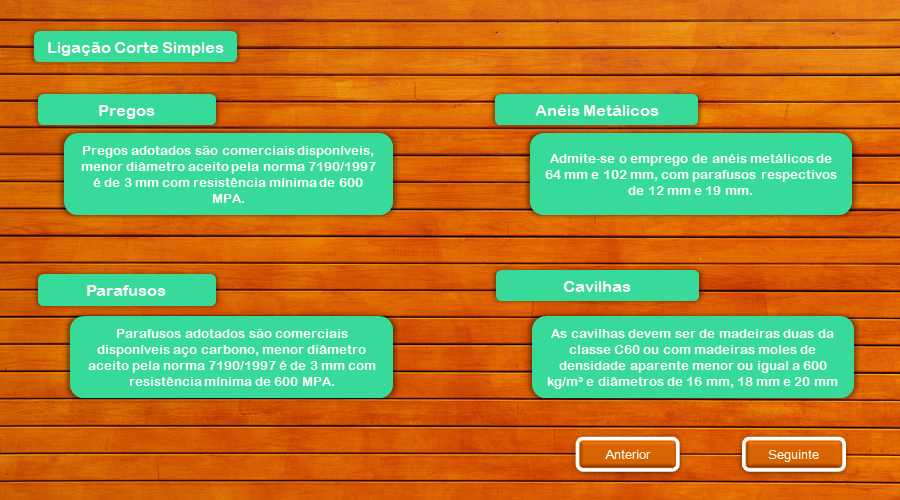 Ligação Corte Simples
Pregos
Pregos adotados são comerciais disponíveis,
menor diâmetro aceito pela norma 7190/1997
é de 3 mm com resistência mínima de 600
MPA.
Anéis Metálicos
Admite-se o emprego de anéis metálicos de
64 mm e 102 mm, com parafusos respectivos
de 12 mm e 19 mm.
Parafusos
Parafusos adotados são comerciais
disponíveis aço carbono, menor diâmetro
aceito pela norma 7190/1997 é de 3 mm com
resistência mínima de 600 MPA.
Cavilhas
As cavilhas devem ser de madeiras duas da
classe C60 ou com madeiras moles de
densidade aparente menor ou igual a 600
kg/m³ e diâmetros de 16 mm, 18 mm e 20 mm
Anterior
Seguinte